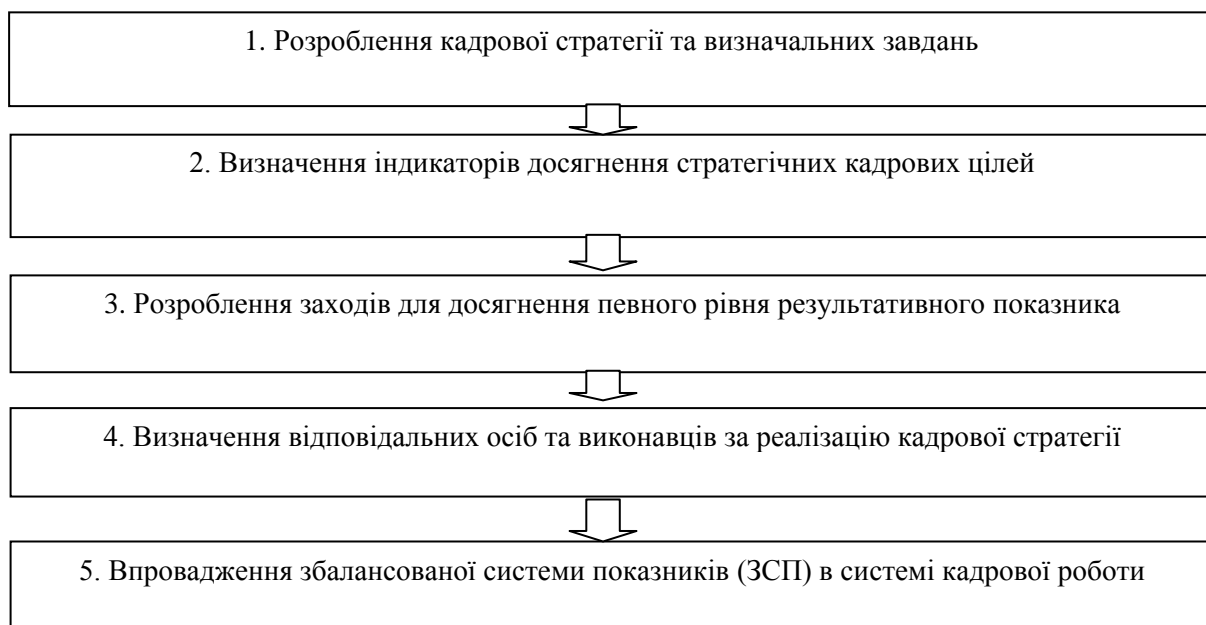 1. Розроблення кадрової стратегії та визначальних завдань
2. Визначення індикаторів досягнення стратегічних кадрових цілей
3. Розроблення заходів для досягнення певного рівня результативного показника
4. Визначення відповідальних осіб та виконавців за реалізацію кадрової стратегії
5. Впровадження збалансованої системи показників (ЗСП) в системі кадрової роботи